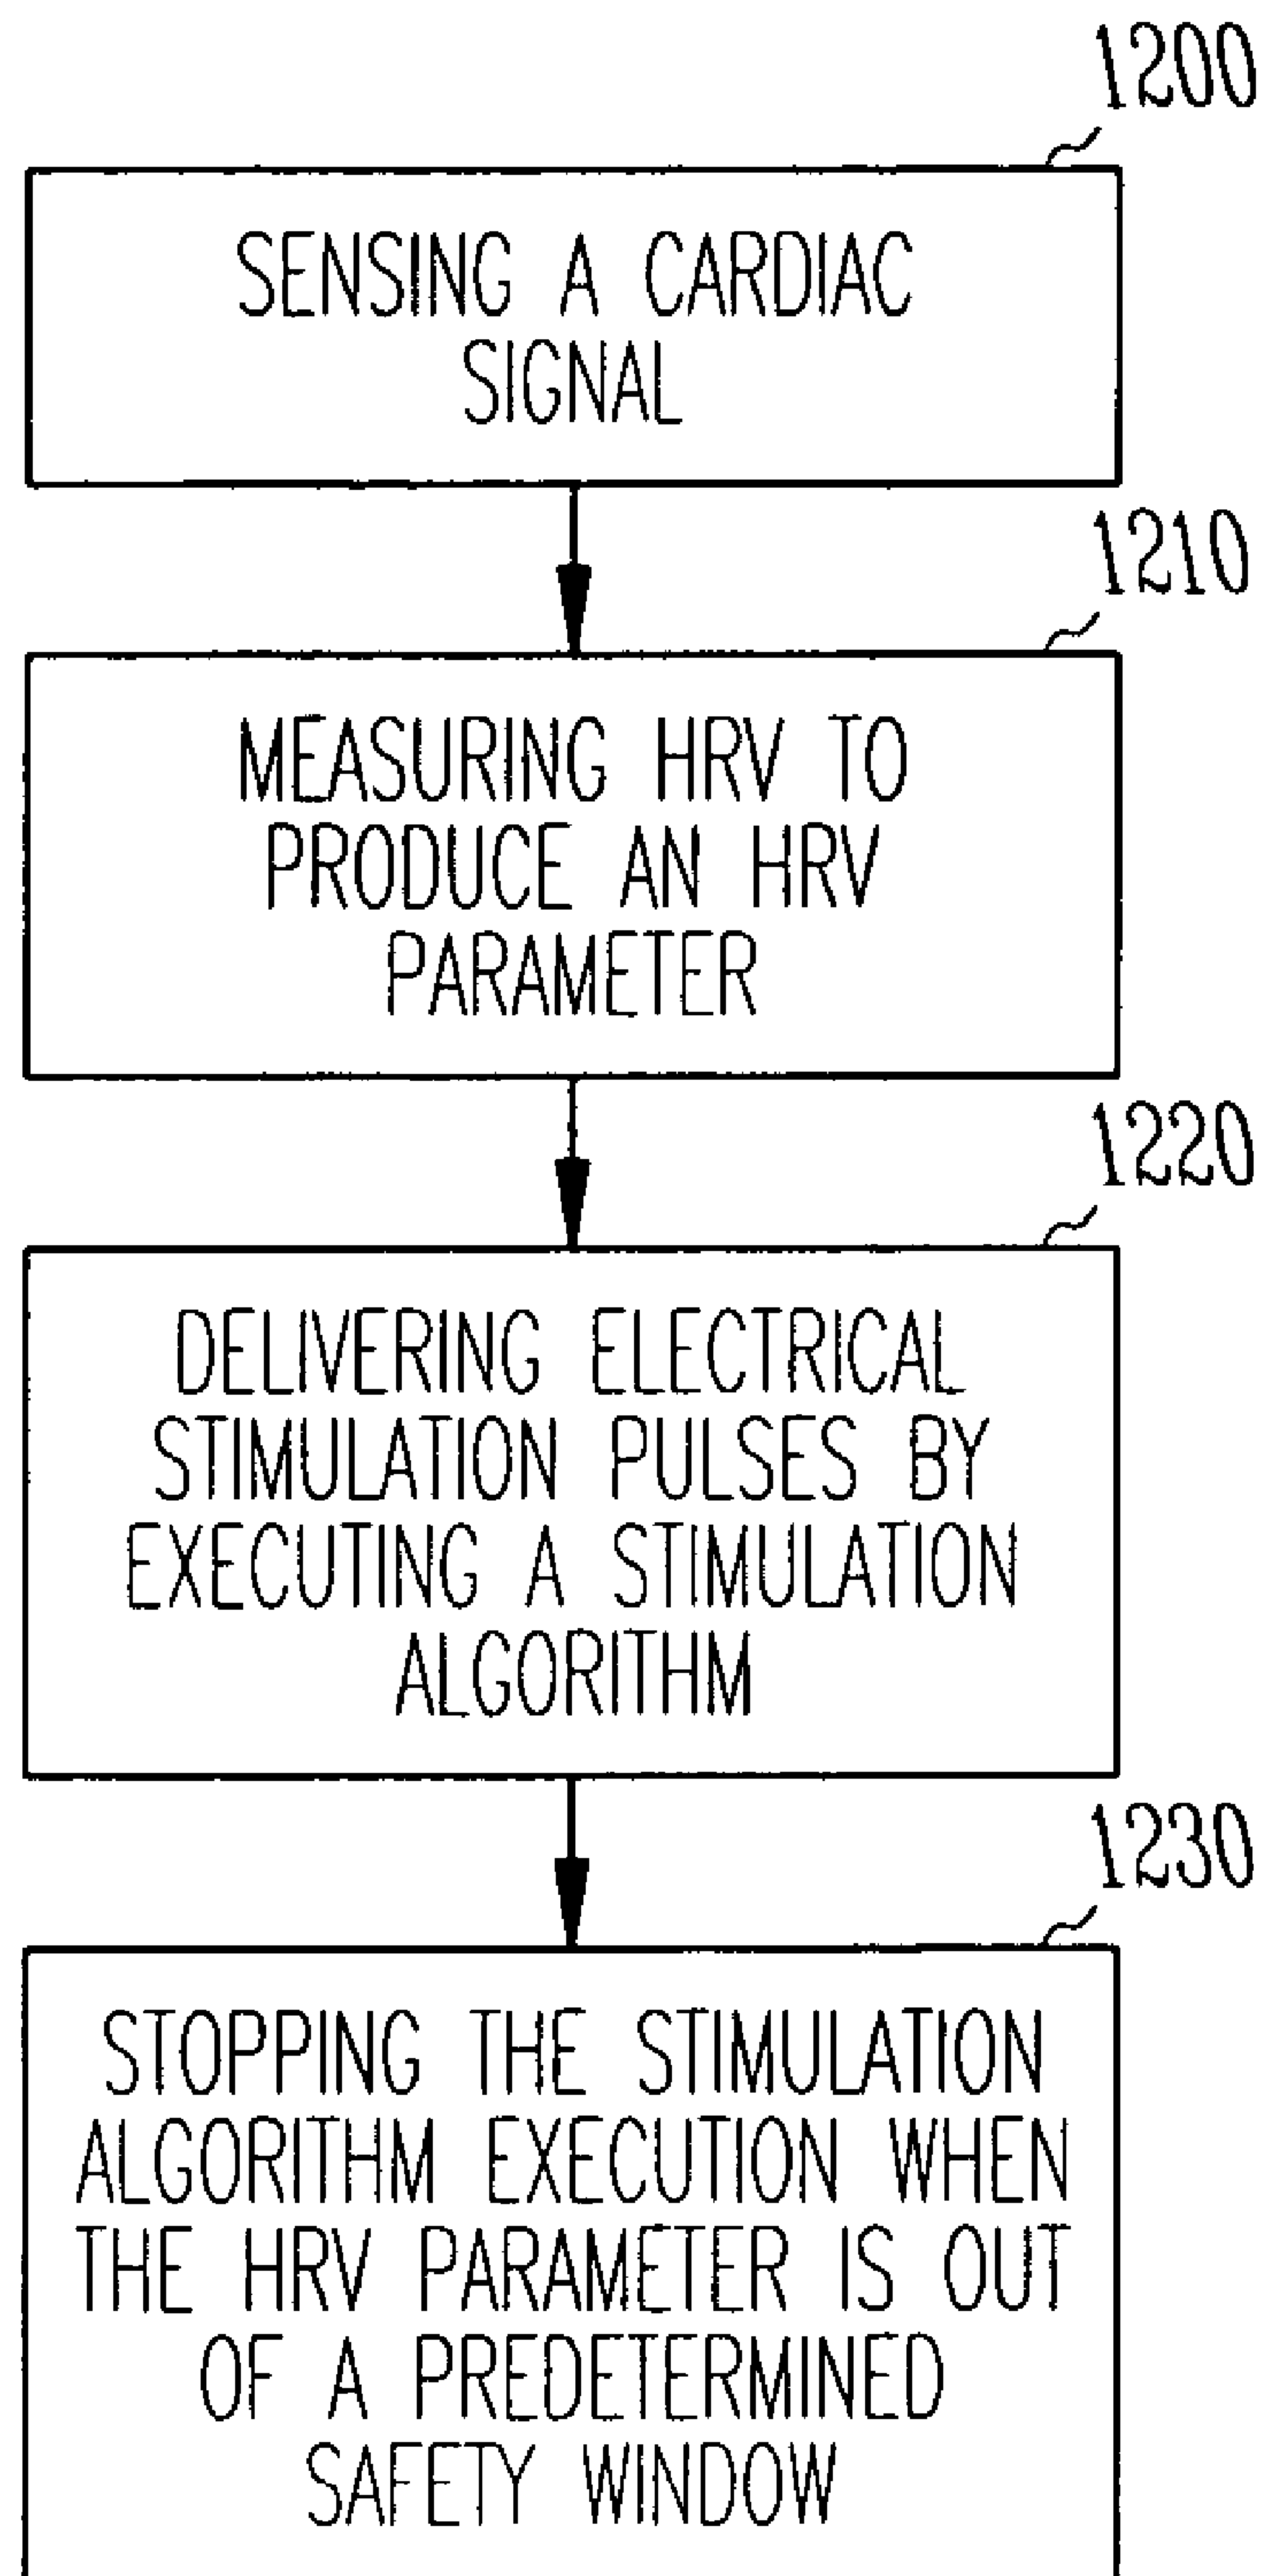 1200
SENSING A CARDIAC
SIGNAL
1210
MEASURING HRV TO
PRODUCE AN HRV
PARAMETER
1220
DELIVERING ELECTRICAL
STIMULATION PULSES BY
EXECUTING A STIMULATION
ALGORITHM
1230
STOPPING THE STIMULATION
ALGORITHM EXECUTION WHEN
THE HRV PARAMETER IS OUT
OF A PREDETERMINED
SAFETY WINDOW